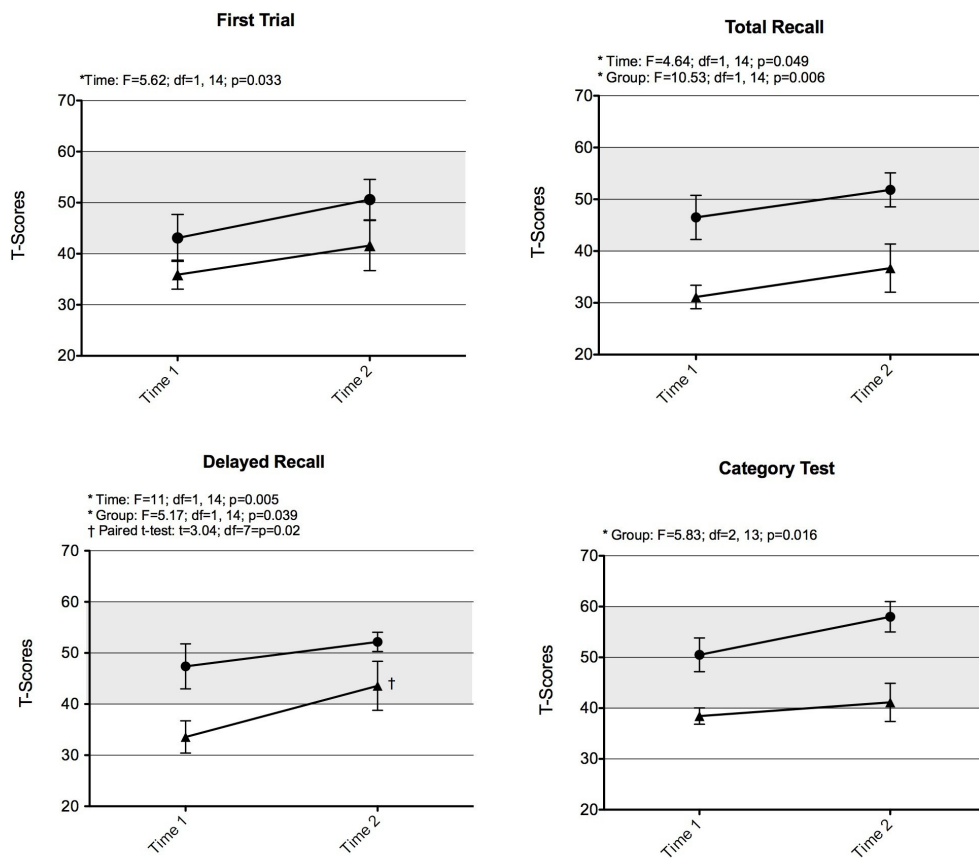 First Trial
*Time: F=5.62; df=1, 14; p=0.033
70
60
50
40
30
20
T-Scores
Time 1
Time 2
Total Recall
* Time: F=4.64; df=1, 14; p=0.049
* Group: F=10.53; df=1, 14; p=0.006
70
60
50
40
30
20
T-Scores
Time 1
Time 2
Delayed Recall
* Time: F=11; df=1, 14; p=0.005
* Group: F=5.17; df=1, 14; p=0.039
† Paired t-test: t=3.04; df=7=p=0.02
70
60
50
40
30
20
T-Scores
†
Time 1
Time 2
Category Test
* Group: F=5.83; df=2, 13; p=0.016
70
60
50
40
30
20
T-Scores
Time 1
Time 2